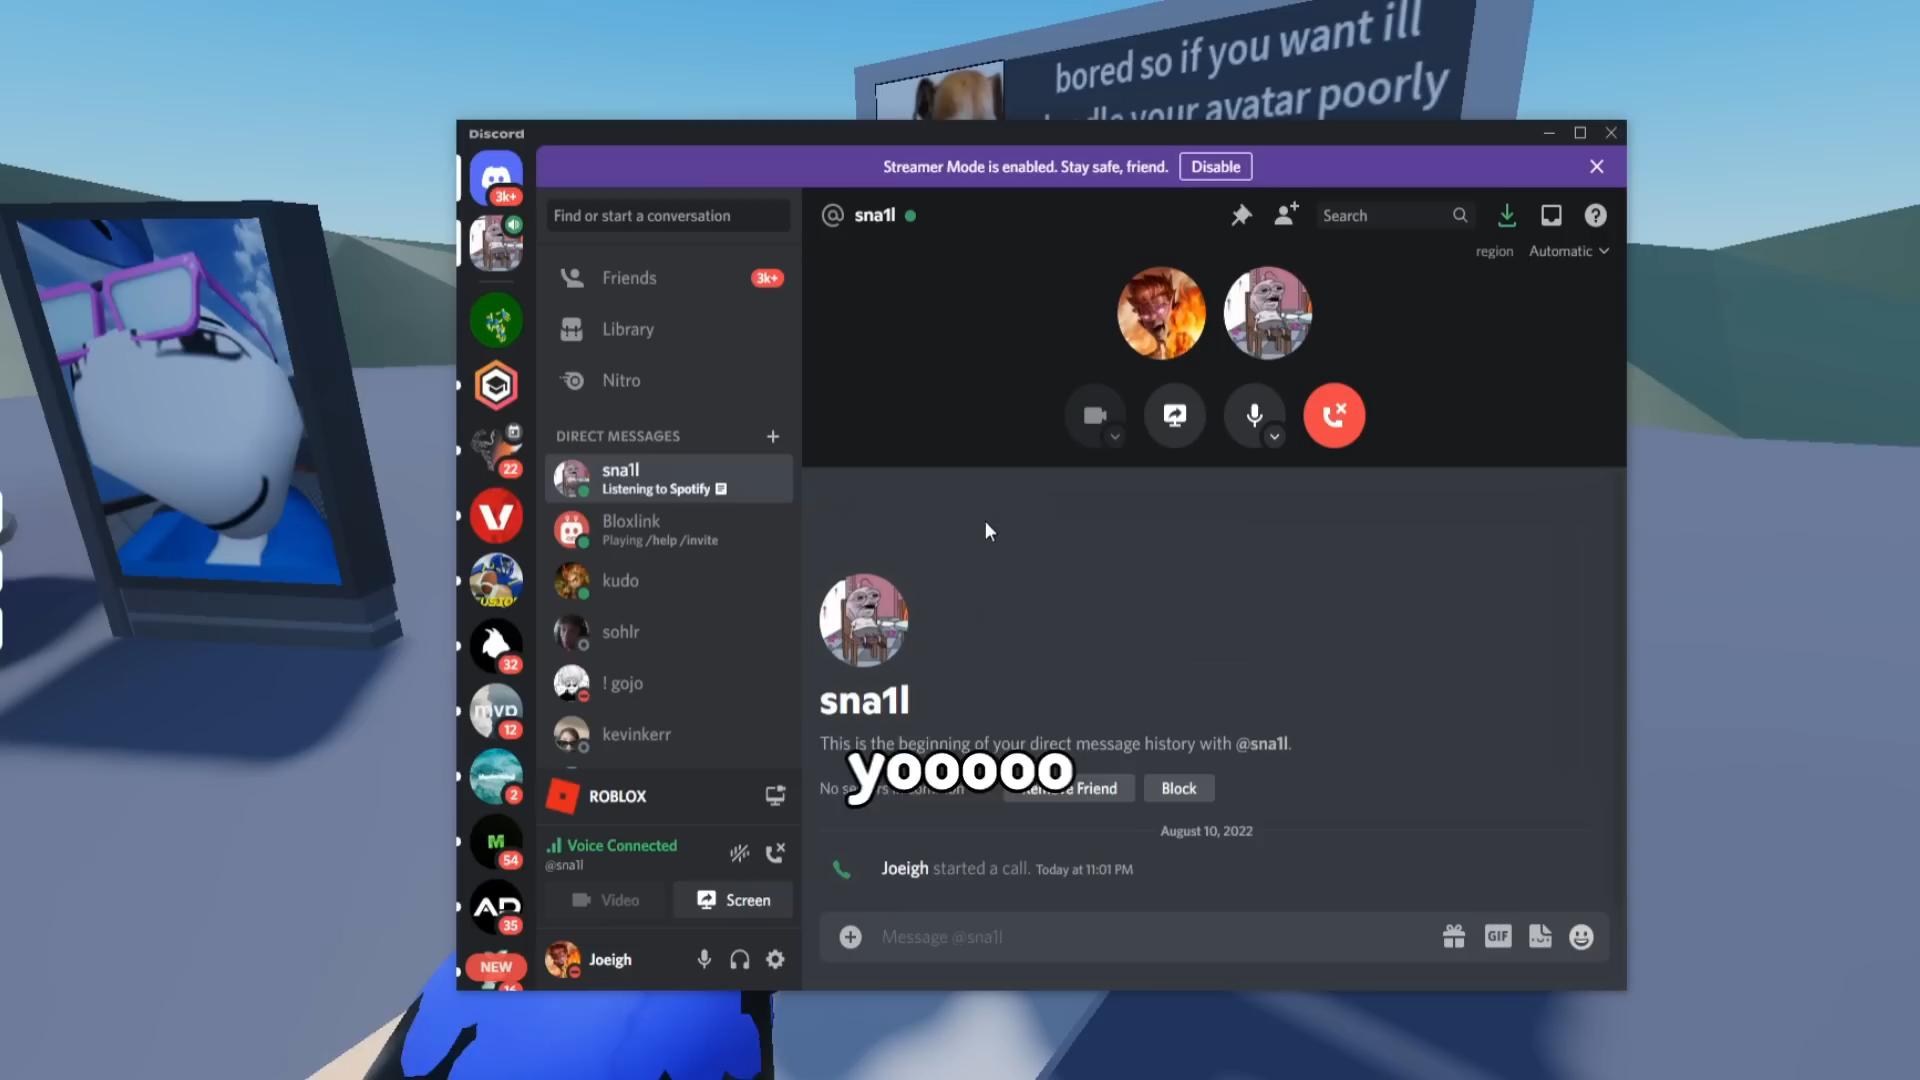 bored so if you want ill
your avatar poorly
Discord
Streamer Mode is enabled. Stay safe, friend.
Disable
3k+
Find or start a conversation
sna1l
Search
region
Automatic
Friends
3k+
Library
Nitro
DIRECT MESSAGES
sna1l
Listening to Spotify
22
Bloxlink
Playing /help /invite
V
kudo
sohlr
32
! gojo
mvp
12
kevinkerr
2
sna1l
This is the beginning of your direct message history with @sna1l.
yooooo
Friend
Block
ROBLOX
August 10, 2022
M
54
Voice Connected
@sna1l
Joeigh started a call. Today at 11:01 PM
Video
Screen
35
Message @sna1l
GIF
NEW
Joeigh